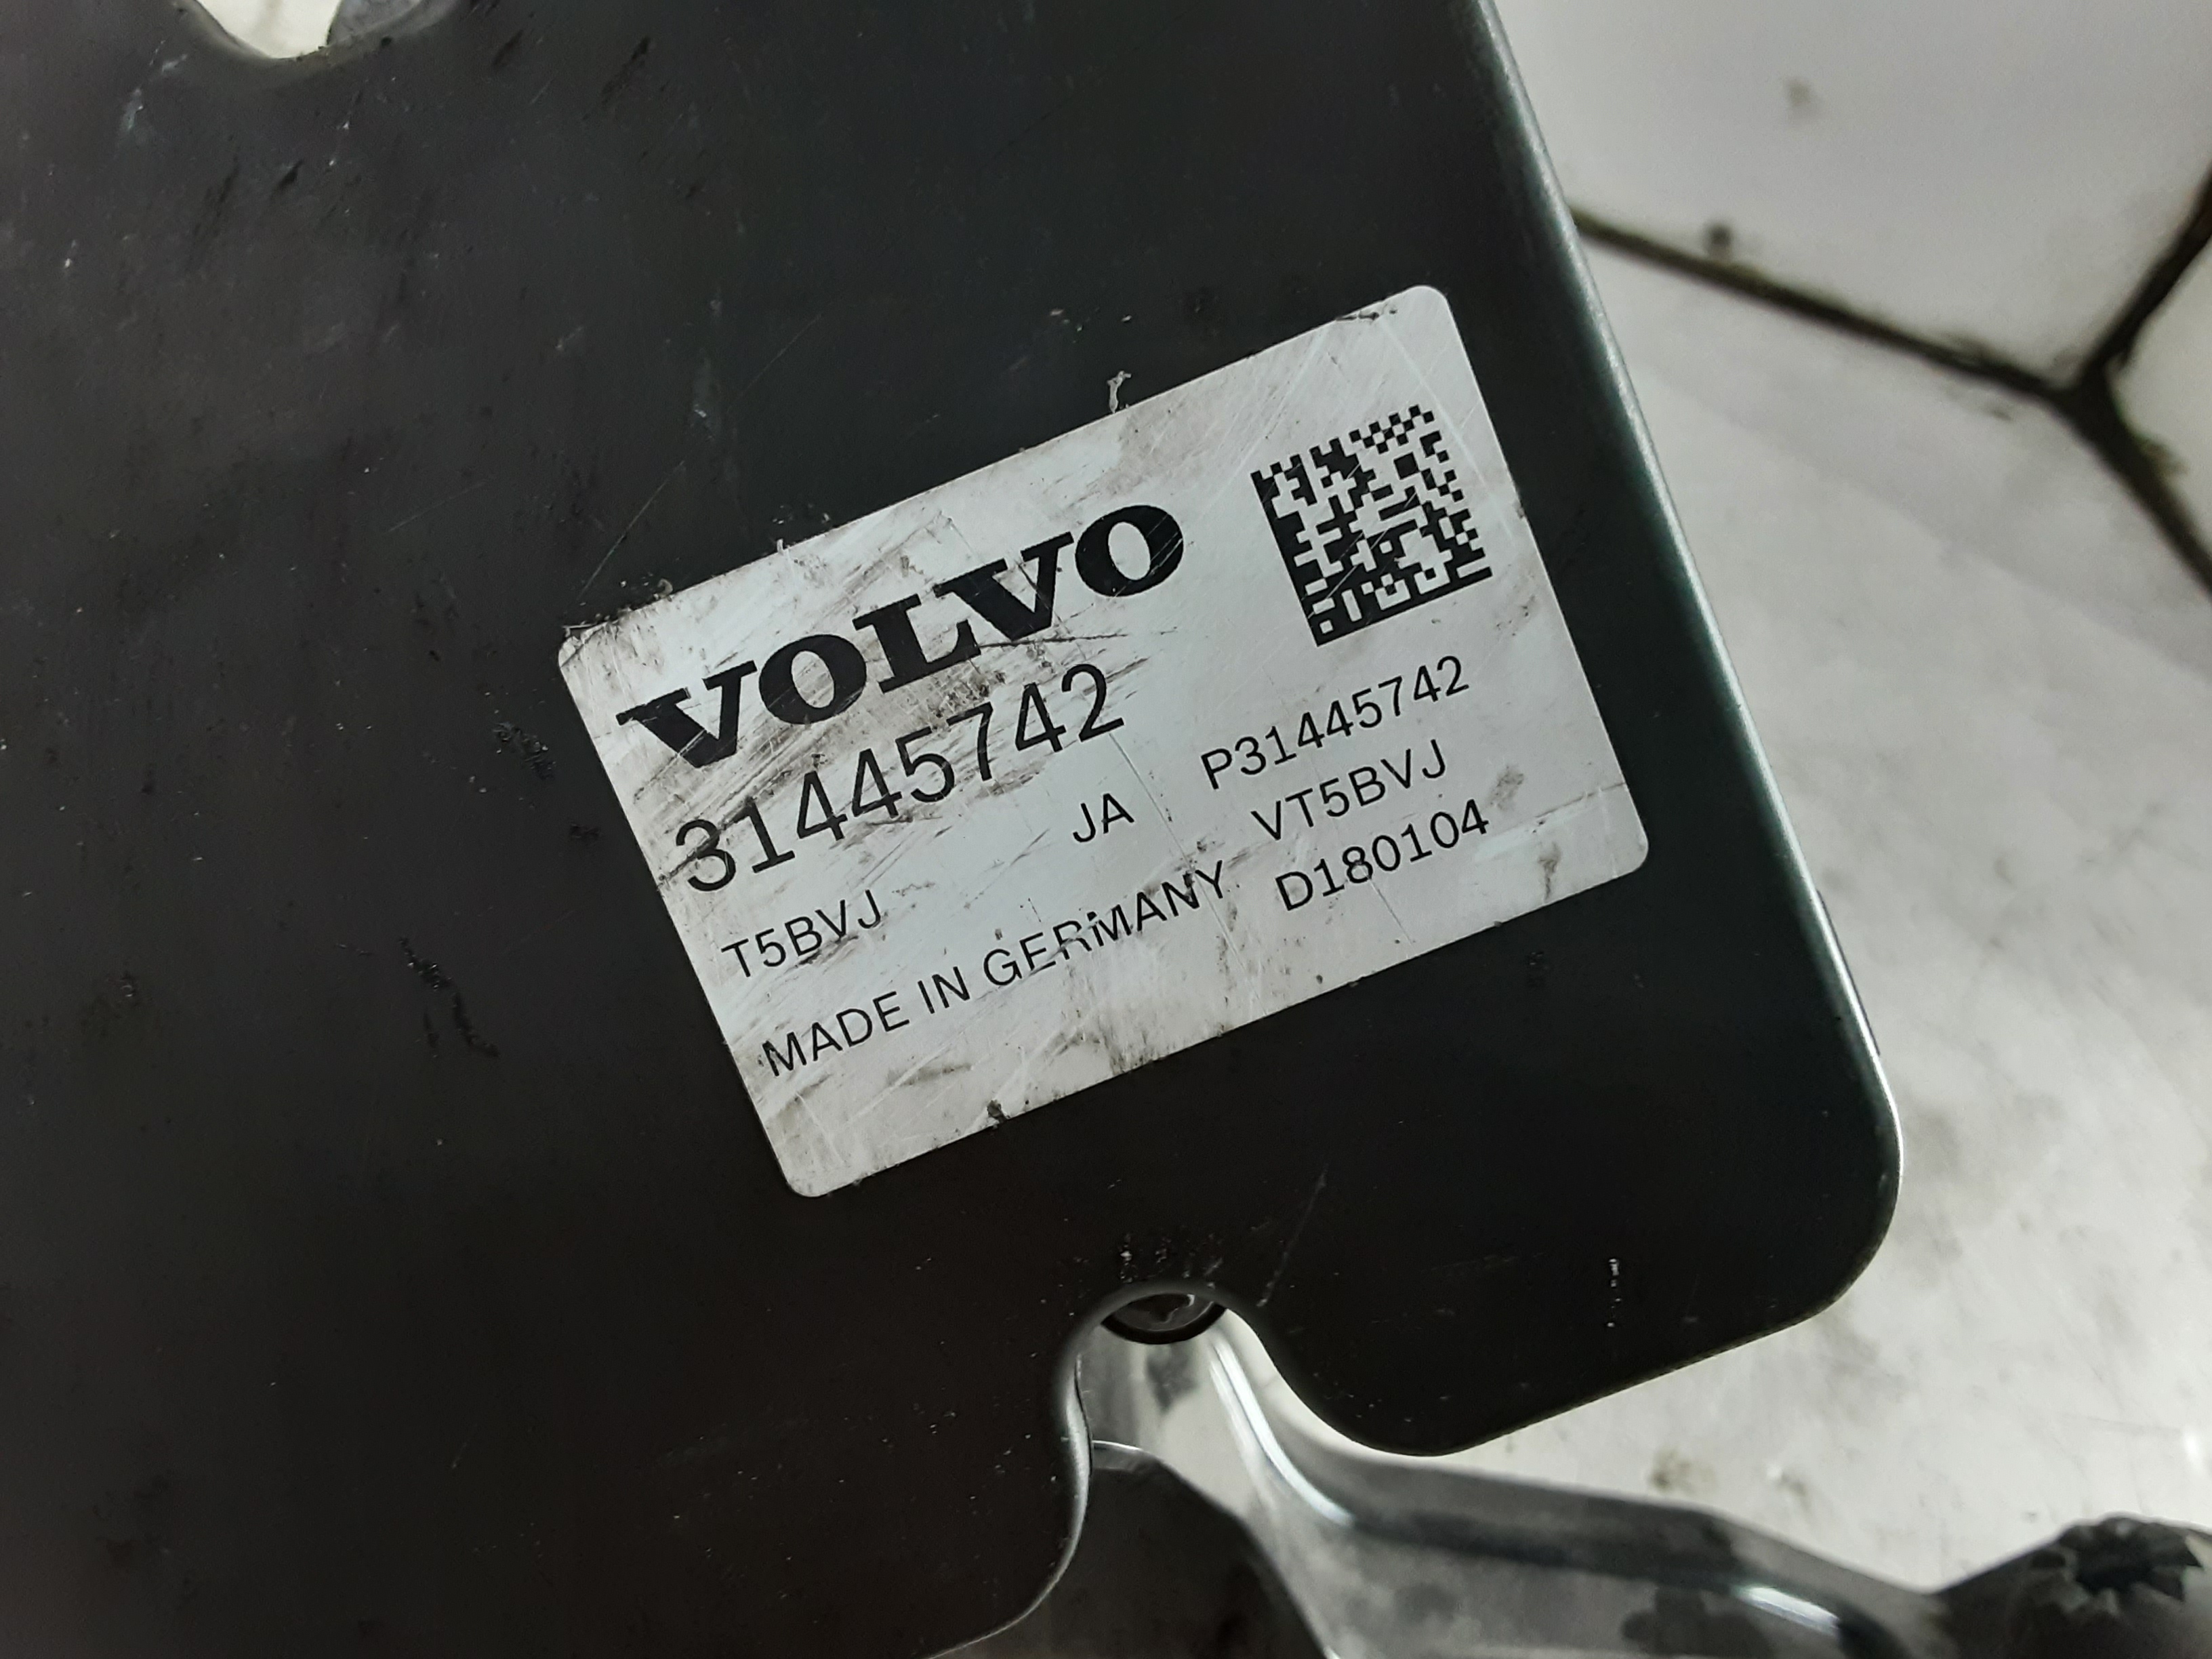 VOLVO
31445742
T5BVJ JA
MADE IN GERMANY
P31445742
VT5BVJ
D180104